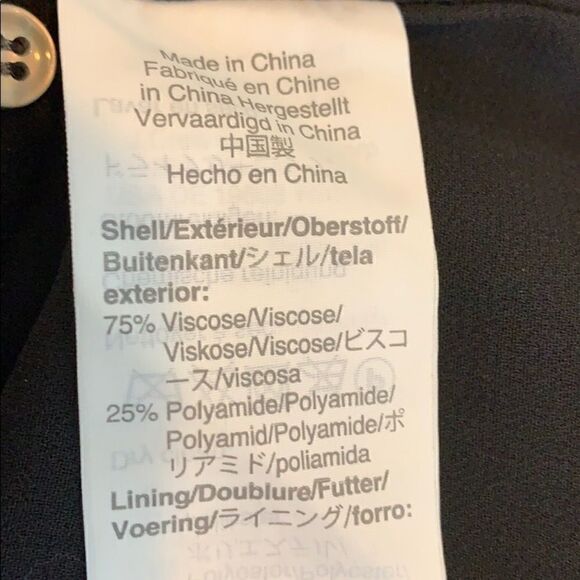 Made in China
Fabriqué en Chine
in China Hergestellt
Vervaardigd in China
中国製
Hecho en China
Shell/Extérieur/Oberstoff/
Buitenkant/シェル/tela
exterior:
75% Viscose/Viscose/
Viskose/Viscose/ビスコ
ース/viscosa
25% Polyamide/Polyamide/
Polyamid/Polyamide/ポ
リアミド/poliamida
Lining/Doublure/Futter/
Voering/ライニング/forro: